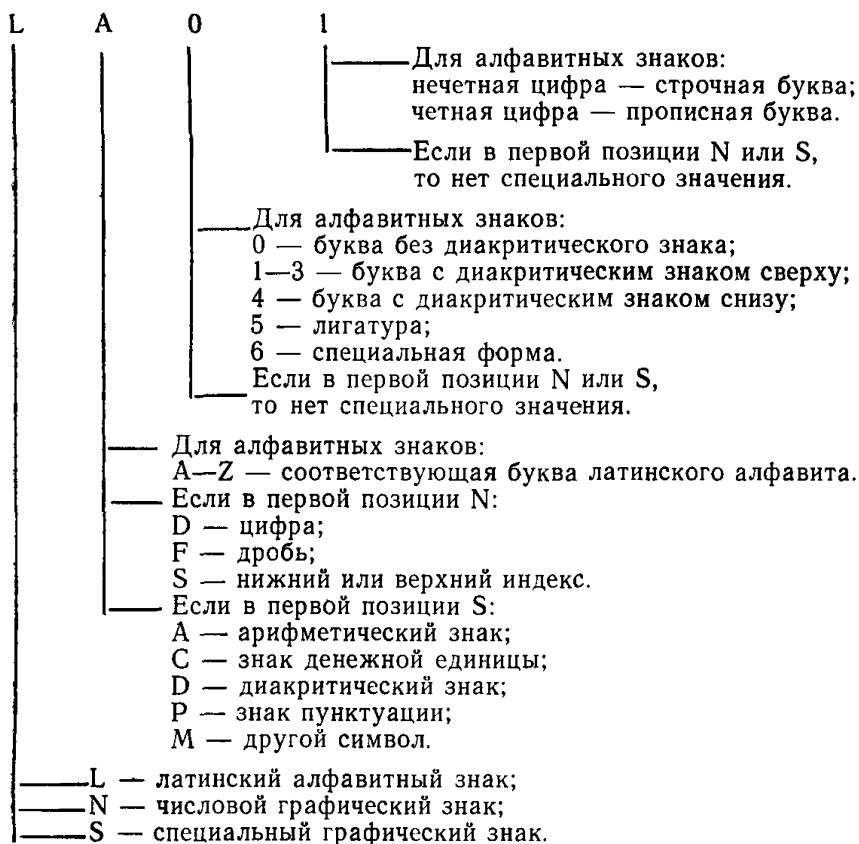 L A 0 1
Для алфавитных знаков:
нечетная цифра — строчная буква;
четная цифра — прописная буква.
Если в первой позиции N или S,
то нет специального значения.
Для алфавитных знаков:
0 — буква без диакритического знака;
1—3 — буква с диакритическим знаком сверху;
4 — буква с диакритическим знаком снизу;
5 — лигатура;
6 — специальная форма.
Если в первой позиции N или S,
то нет специального значения.
Для алфавитных знаков:
A—Z — соответствующая буква латинского алфавита.
Если в первой позиции N:
D — цифра;
F — дробь;
S — нижний или верхний индекс.
Если в первой позиции S:
A — арифметический знак;
C — знак денежной единицы;
D — диакритический знак;
P — знак пунктуации;
M — другой символ.
L — латинский алфавитный знак;
N — числовой графический знак;
S — специальный графический знак.